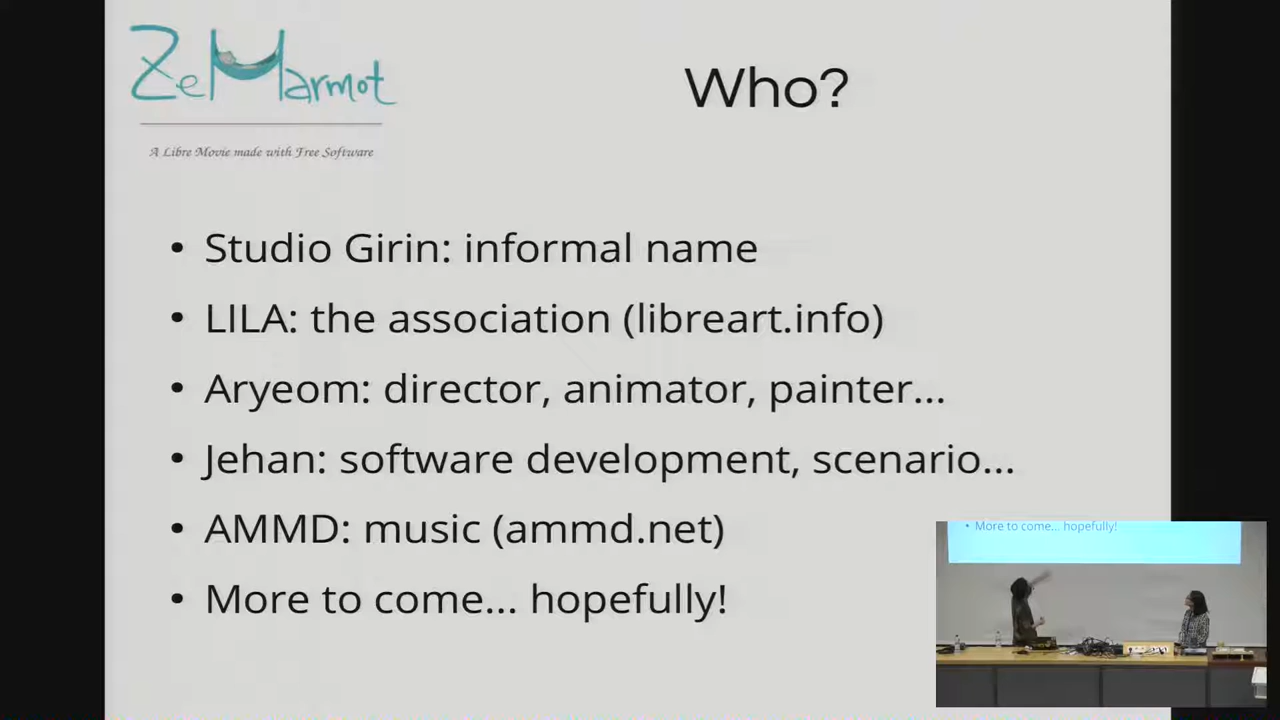 ZeMarmot
Who?
A Libre Movie made with Free Software
• Studio Girin: informal name
• LILA: the association (libreart.info)
• Aryeom: director, animator, painter...
• Jehan: software development, scenario...
• AMMD: music (ammd.net)
• More to come... hopefully!
• More to come... hopefully!